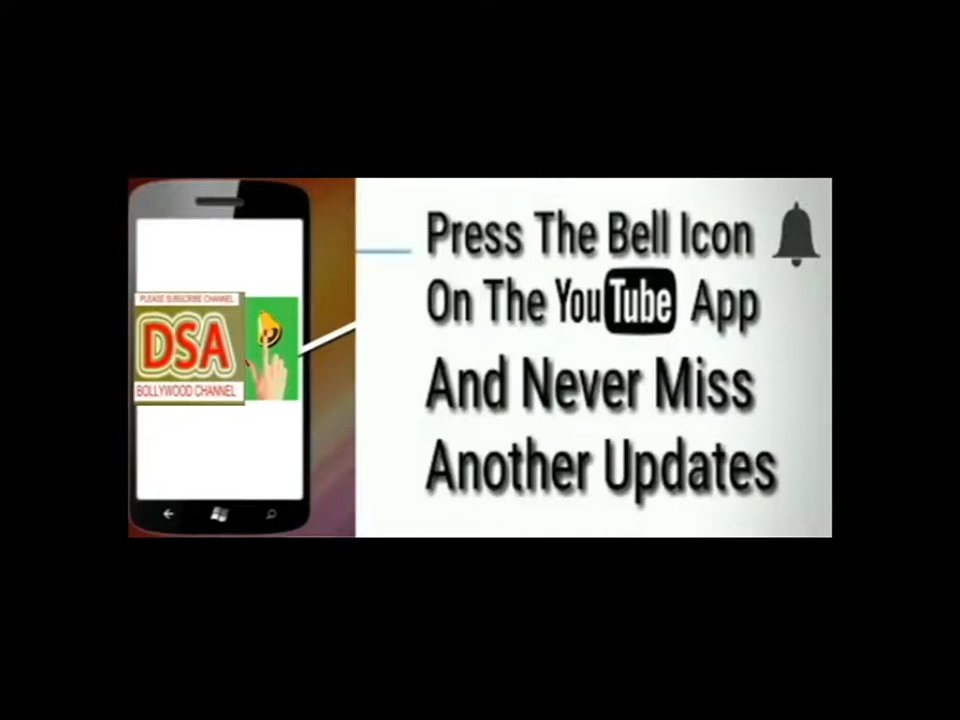 PLEASE SUBSCRIBE CHANNEL
DSA
BOLLYWOOD CHANNEL
Press The Bell Icon
On The YouTube App
And Never Miss
Another Updates